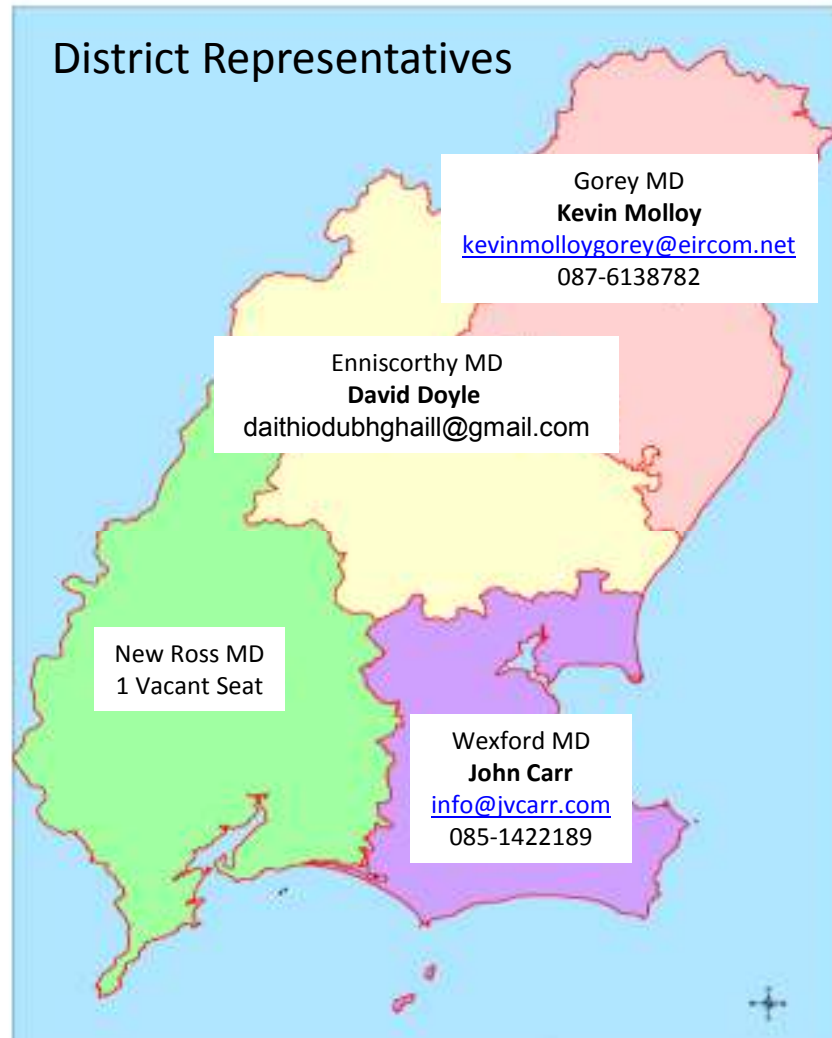 District Representatives
Gorey MD
Kevin Molloy
kevinmolloygorey@eircom.net
087-6138782
Enniscorthy MD
David Doyle
daithiodubhghaill@gmail.com
New Ross MD
1 Vacant Seat
Wexford MD
John Carr
info@jvcarr.com
085-1422189